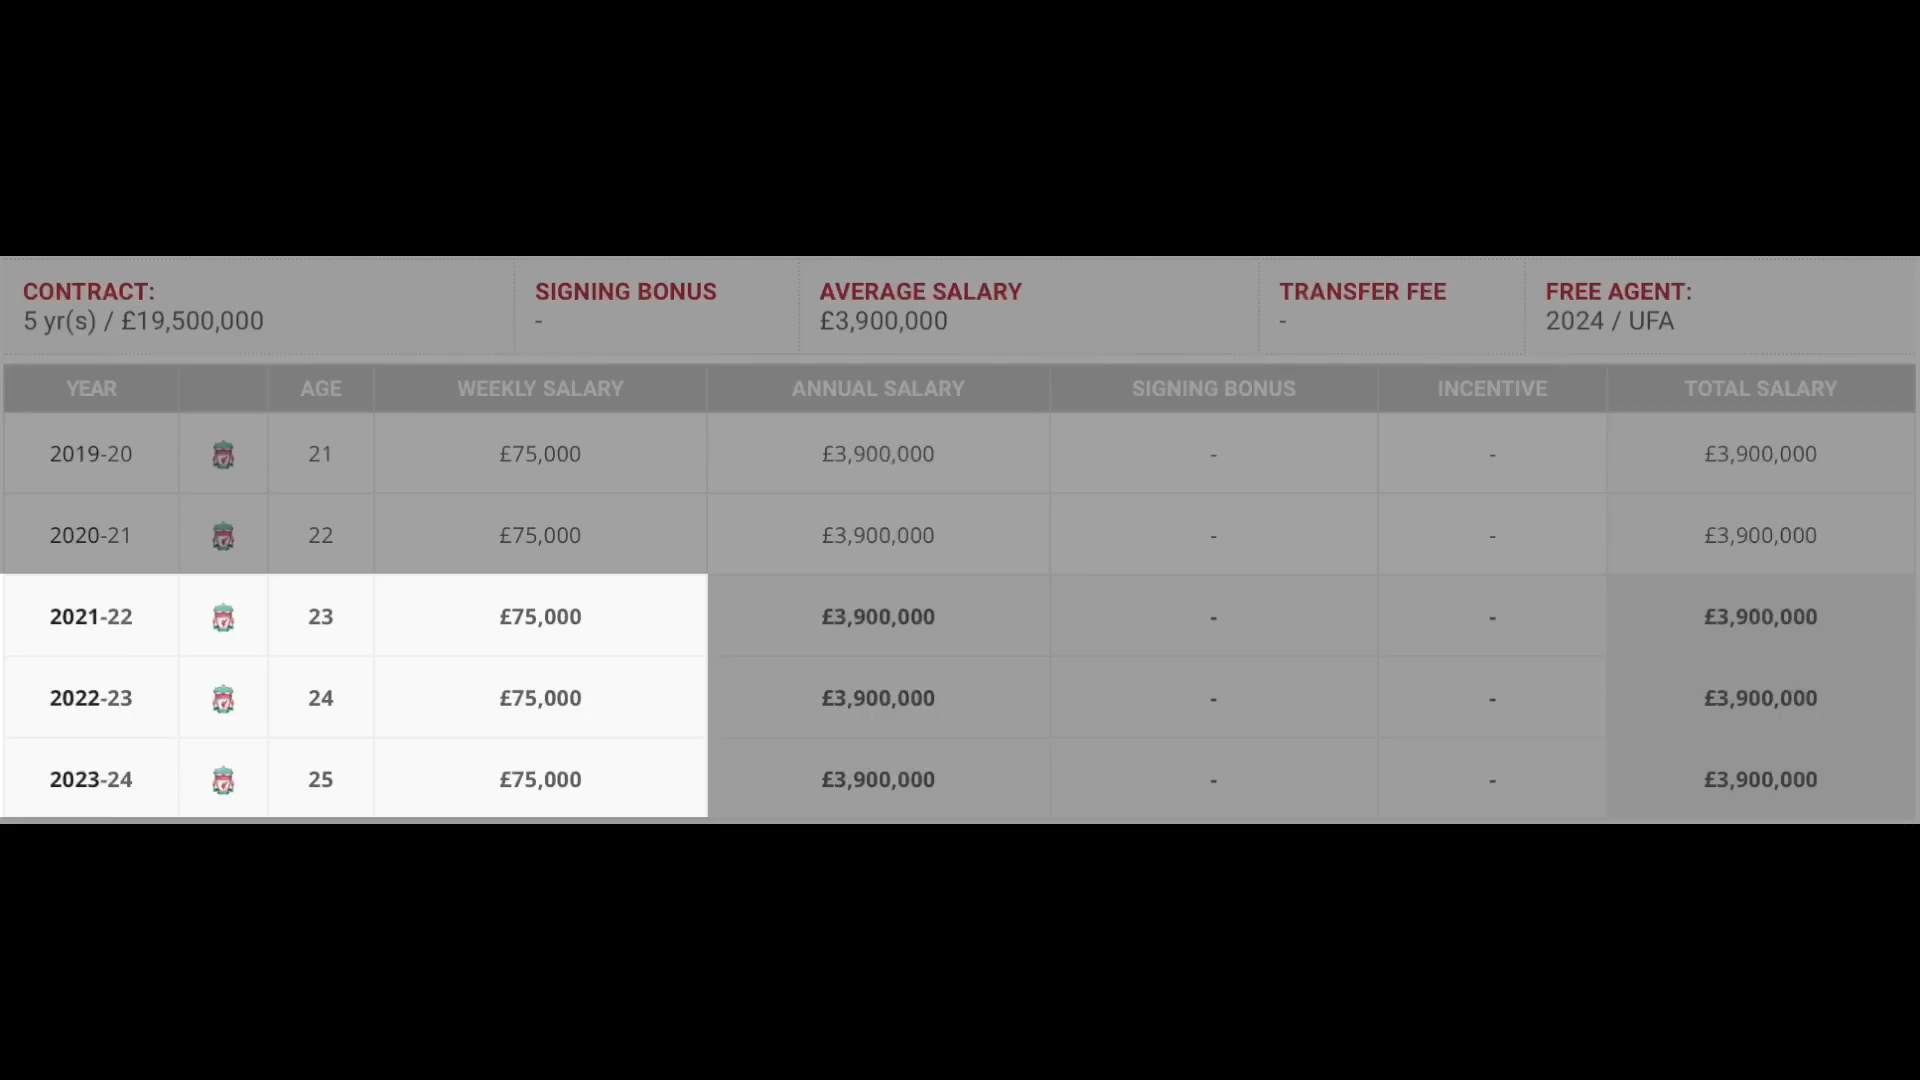 CONTRACT: SIGNING BONUS AVERAGE SALARY TRANSFER FEE FREE AGENT:
5 yr(s) / £19,500,000 - £3,900,000 - 2024 / UFA
YEAR AGE WEEKLY SALARY ANNUAL SALARY SIGNING BONUS INCENTIVE TOTAL SALARY
2019-20 21 £75,000 £3,900,000 - - £3,900,000
2020-21 22 £75,000 £3,900,000 - - £3,900,000
2021-22 23 £75,000 £3,900,000 - - £3,900,000
2022-23 24 £75,000 £3,900,000 - - £3,900,000
2023-24 25 £75,000 £3,900,000 - - £3,900,000